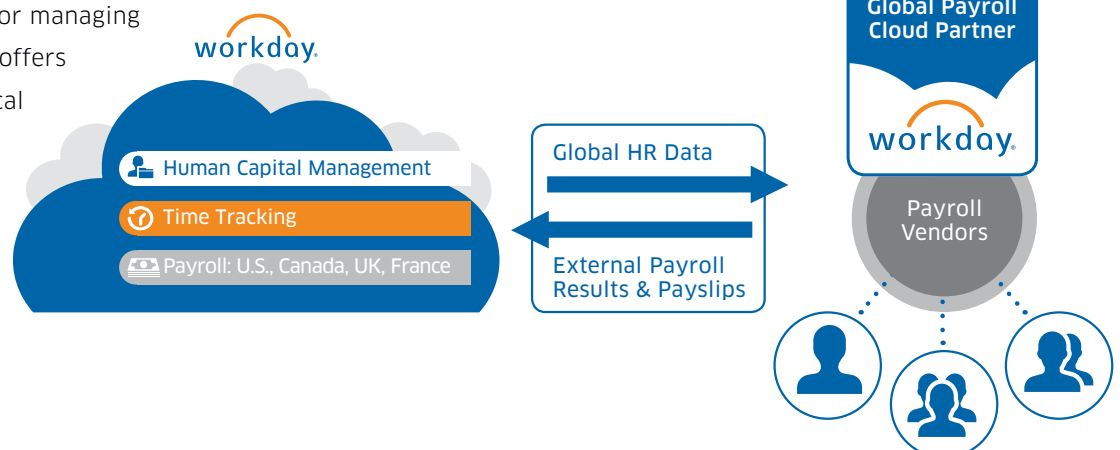 or managing
offers
cal
workday.
Human Capital Management
Time Tracking
Payroll: U.S., Canada, UK, France
Global HR Data
External Payroll
Results & Payslips
Global Payroll
Cloud Partner
workday.
Payroll
Vendors